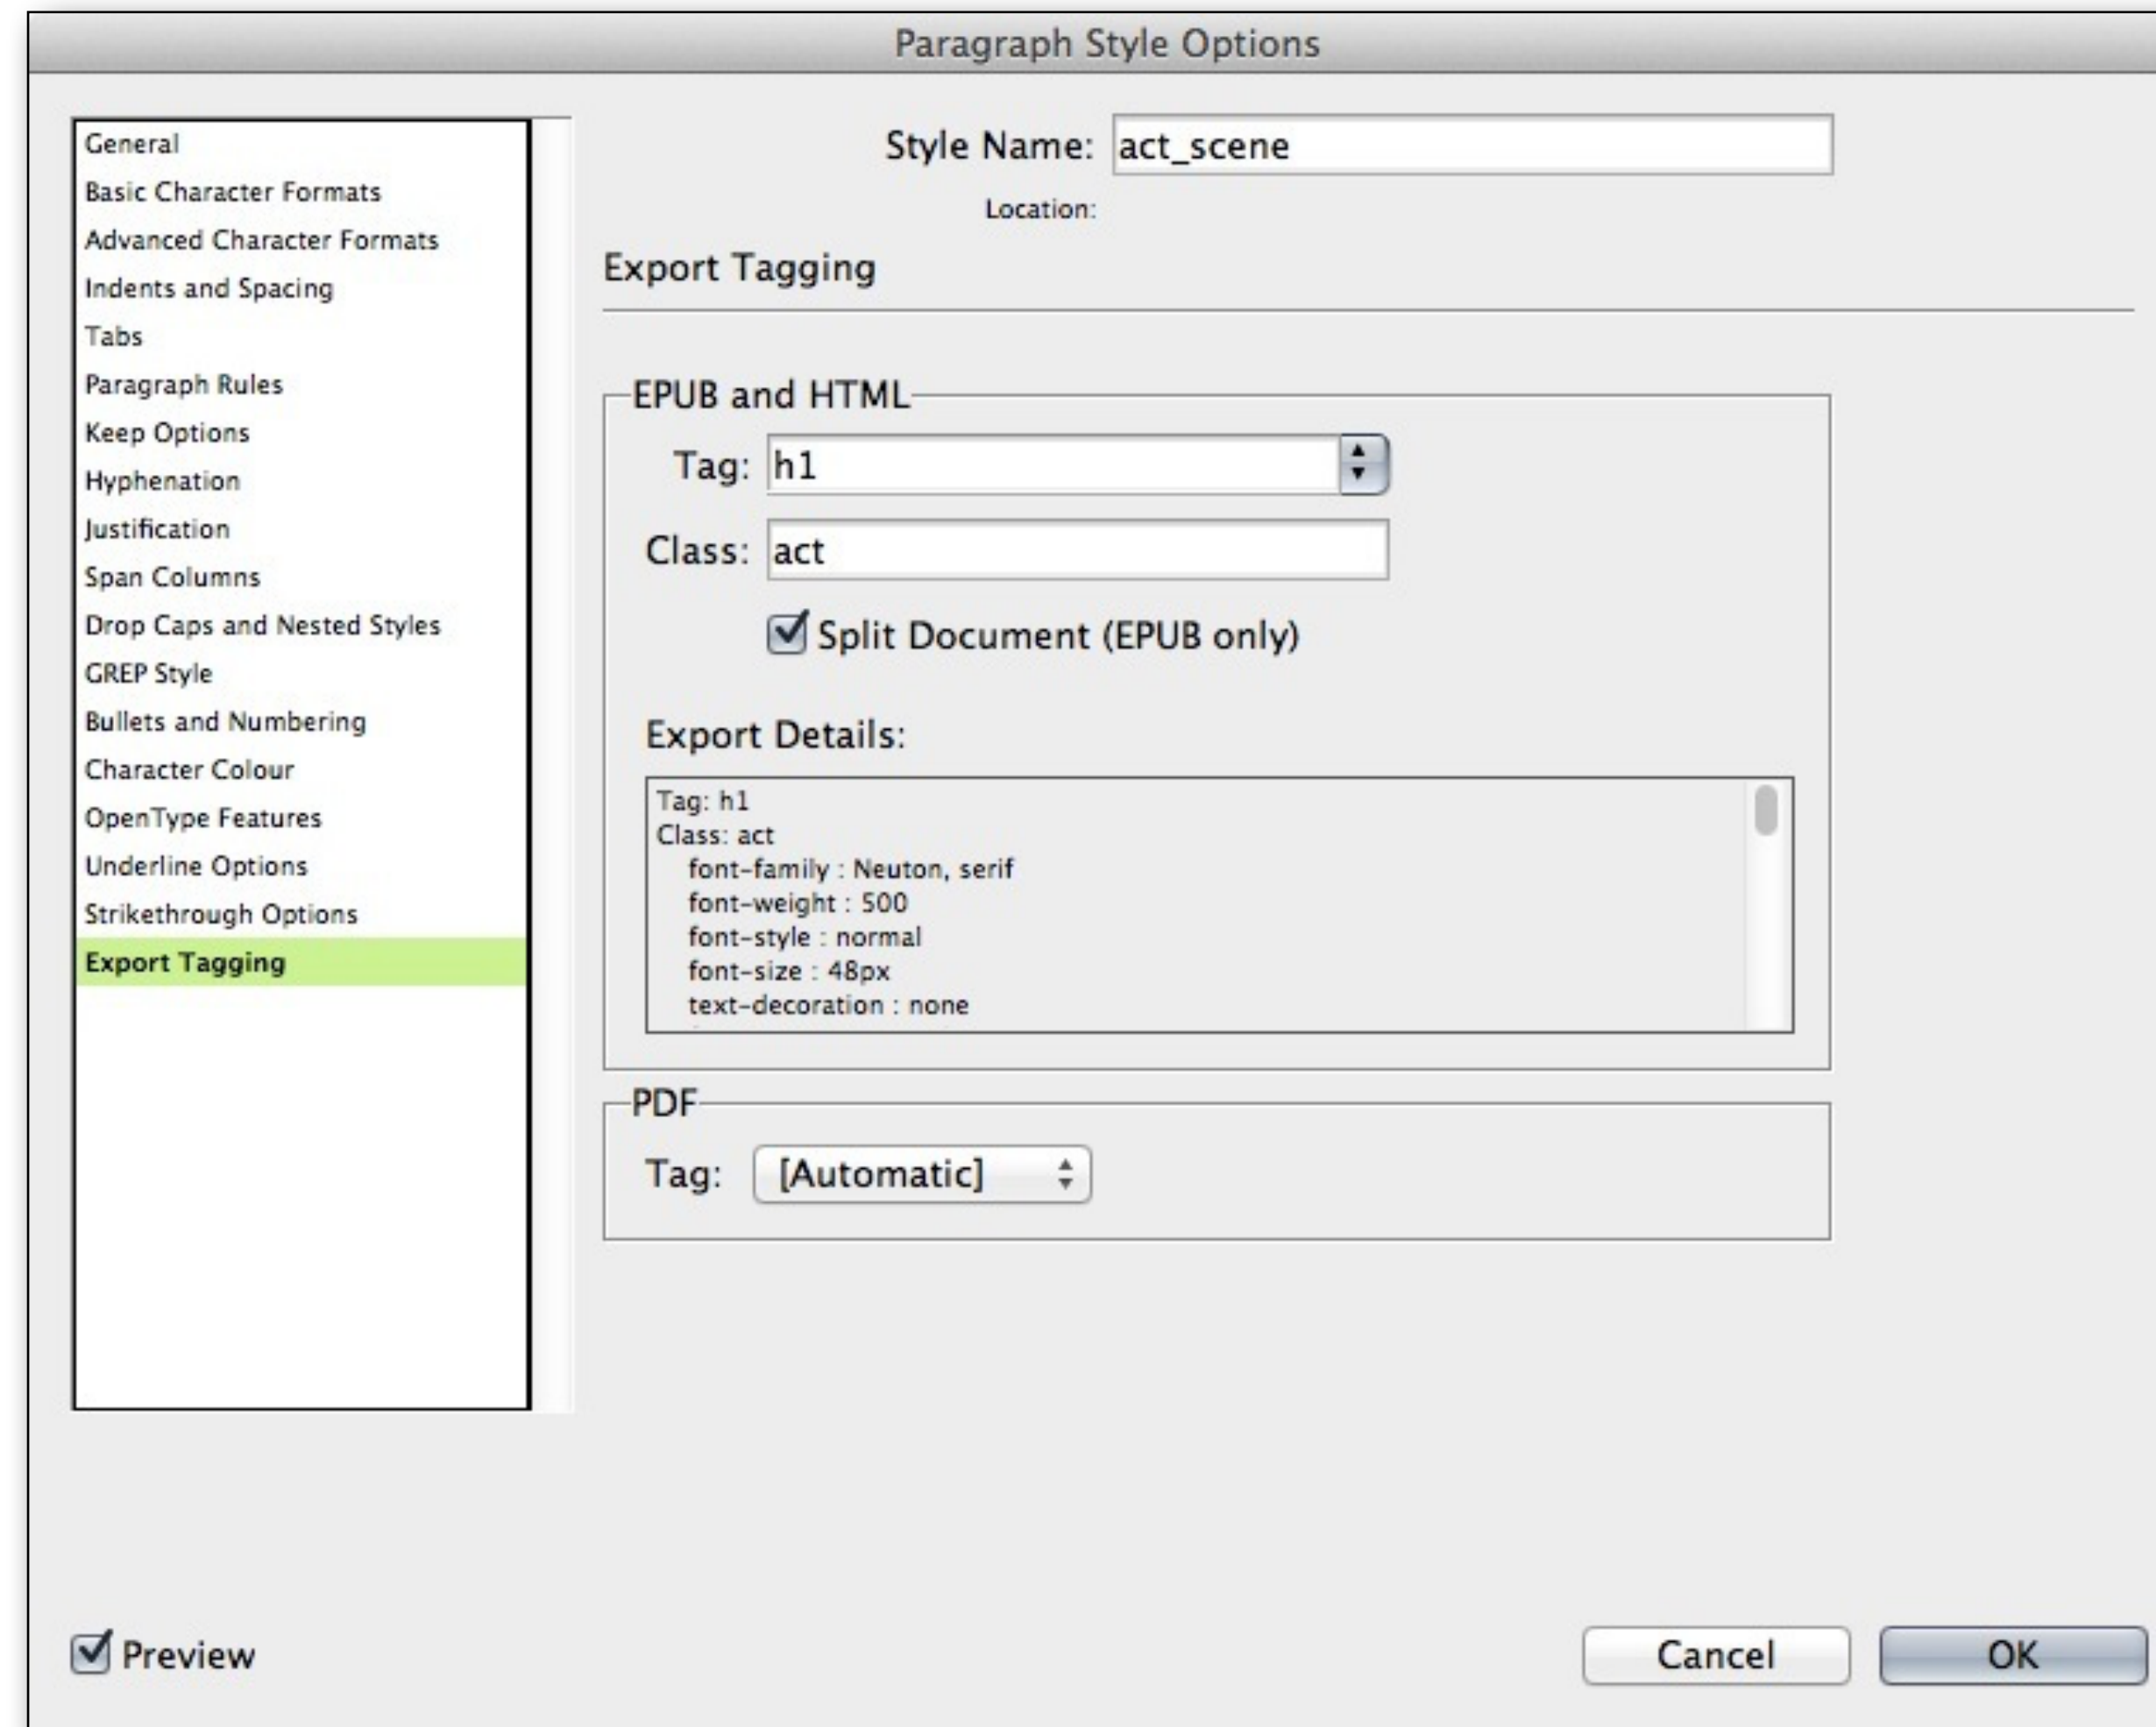 Paragraph Style Options
General
Basic Character Formats
Advanced Character Formats
Indents and Spacing
Tabs
Paragraph Rules
Keep Options
Hyphenation
Justification
Span Columns
Drop Caps and Nested Styles
GREP Style
Bullets and Numbering
Character Colour
OpenType Features
Underline Options
Strikethrough Options
Export Tagging
Style Name: act_scene
Location:
Export Tagging
EPUB and HTML
Tag: h1
Class: act
Split Document (EPUB only)
Export Details:
Tag: h1
Class: act
font-family : Neuton, serif
font-weight : 500
font-style : normal
font-size : 48px
text-decoration : none
PDF
Tag: [Automatic]
Preview
Cancel OK